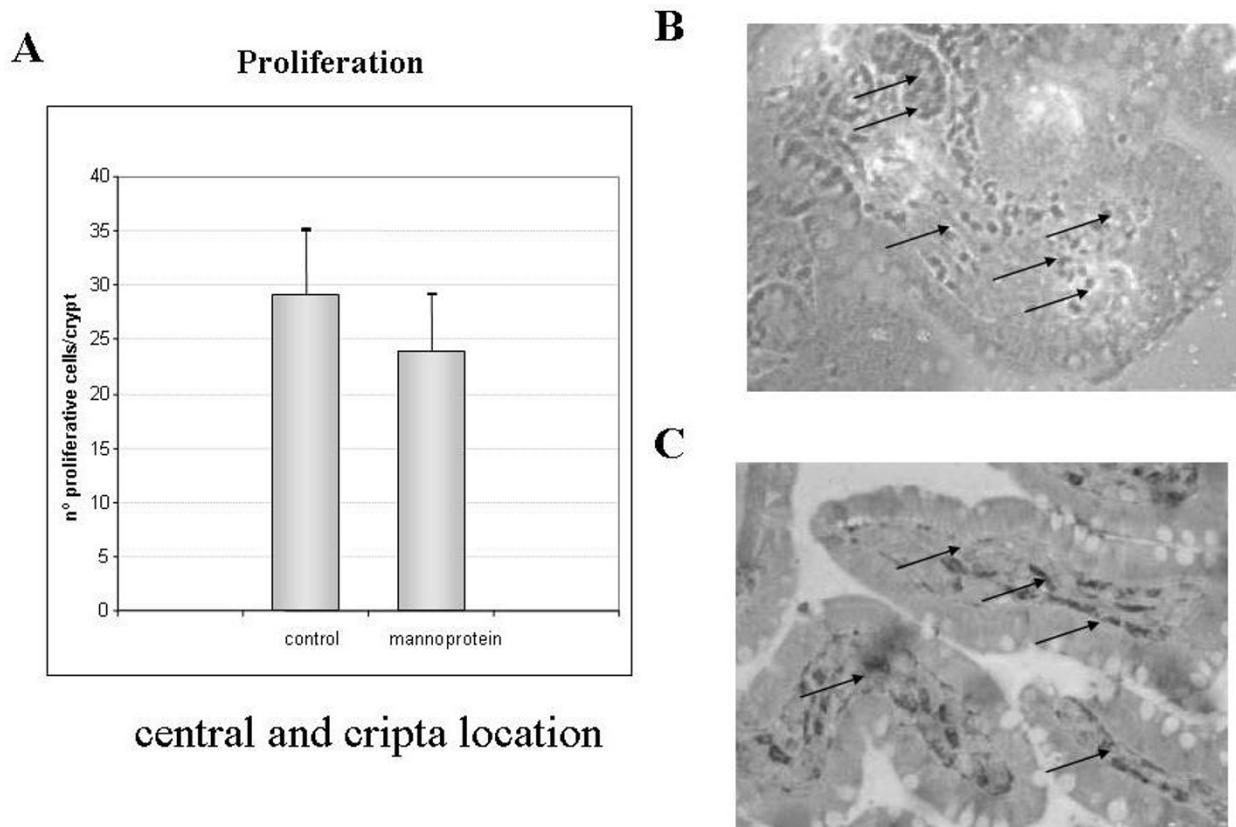 A
Proliferation
n° proliferative cells/crypt
40
35
30
25
20
15
10
5
0
control
mannoprotein
central and cripta location
B
C